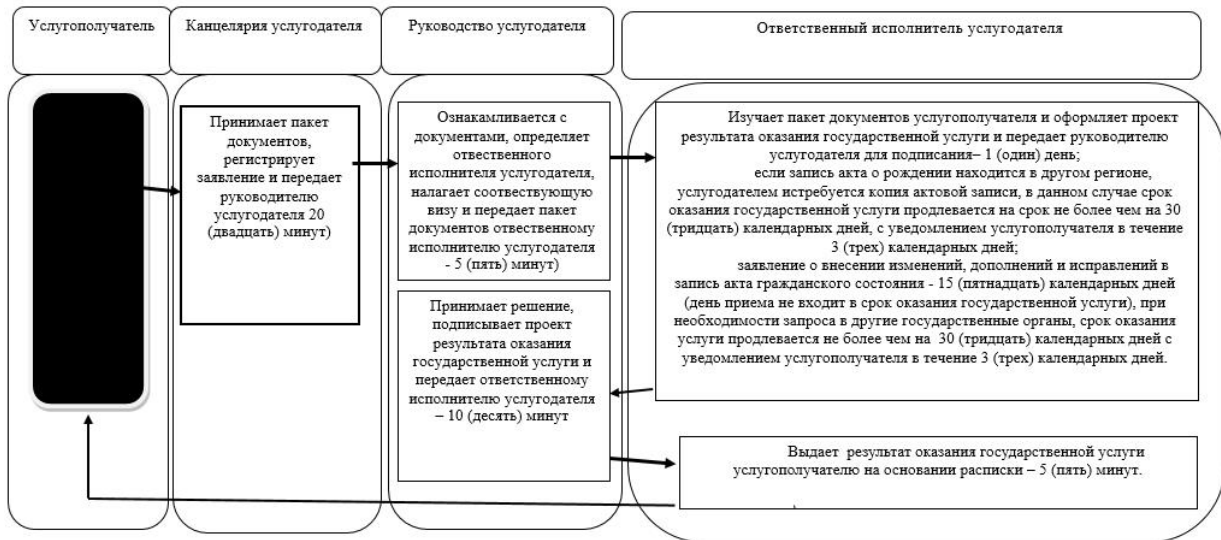 Услугополучатель
Канцелярия услугодателя
Руководство услугодателя
Ответственный исполнитель услугодателя
Принимает пакет
документов,
регистрирует
заявление и передает
руководителю
услугодателя 20
(двадцать) минут)
Ознакамливается с
документами, определяет
отвественного
исполнителя услугодателя,
налагает соотвествующую
визу и передает пакет
документов отвественному
исполнителю услугодателя
- 5 (пять) минут)
Изучает пакет документов услугополучателя и оформляет проект
результата оказания государственной услуги и передает руководителю
услугодателя для подписания– 1 (один) день;
если запись акта о рождении находится в другом регионе,
услугодателем истребуется копия актовой записи, в данном случае срок
оказания государственной услуги продлевается на срок не более чем на 30
(тридцать) календарных дней, с уведомлением услугополучателя в течение
3 (трех) календарных дней;
заявление о внесении изменений, дополнений и исправлений в
запись акта гражданского состояния - 15 (пятнадцать) календарных дней
(день приема не входит в срок оказания государственной услуги), при
необходимости запроса в другие государственные органы, срок оказания
услуги продлевается не более чем на 30 (тридцать) календарных дней с
уведомлением услугополучателя в течение 3 (трех) календарных дней.
Принимает решение,
подписывает проект
результата оказания
государственной услуги и
передает ответственному
исполнителю услугодателя
– 10 (десять) минут
Выдает результат оказания государственной услуги
услугополучателю на основании расписки – 5 (пять) минут.